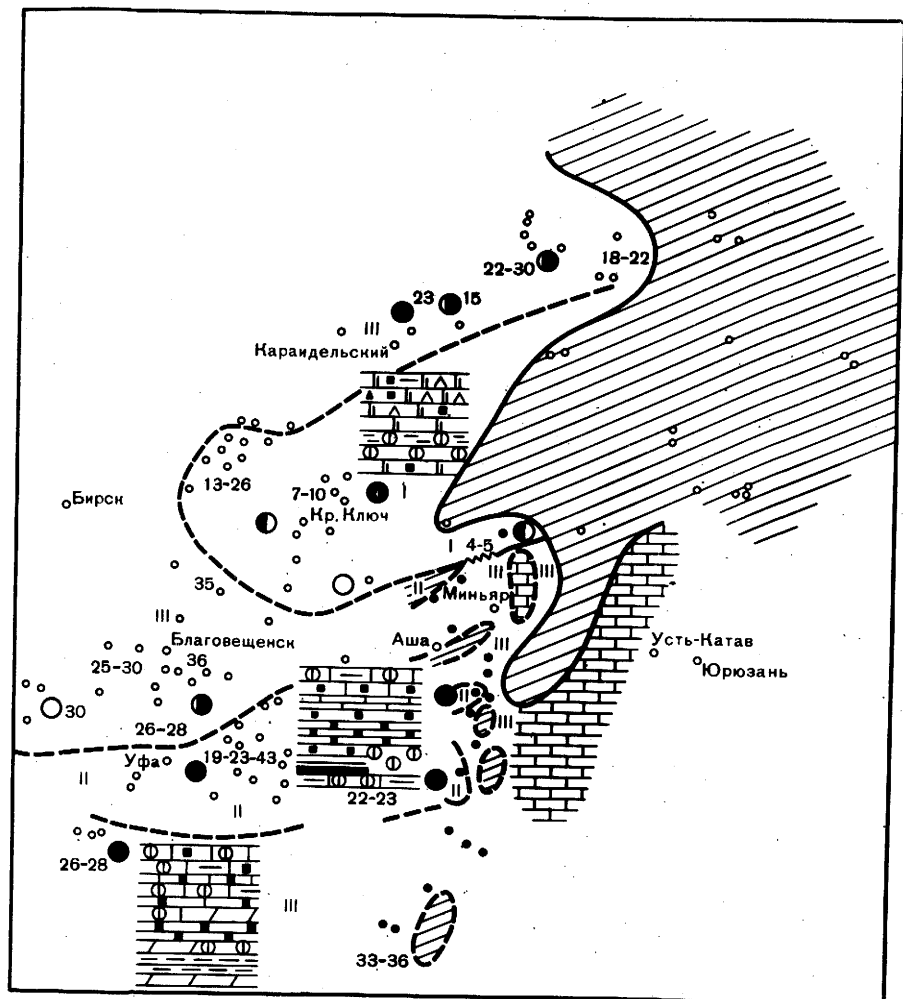 22-30
18-22
23
15
III
Караидельский
13-26
7-10
I
Кр. Ключ
Бирск
I
4-5
III
III
35
II
Миньяр
III
Благовещенск
Аша
III
Усть-Катав
25-30
36
Юрюзань
30
II
26-28
III
19-23-43
Уфа
II
22-23
II
II
26-28
III
33-36